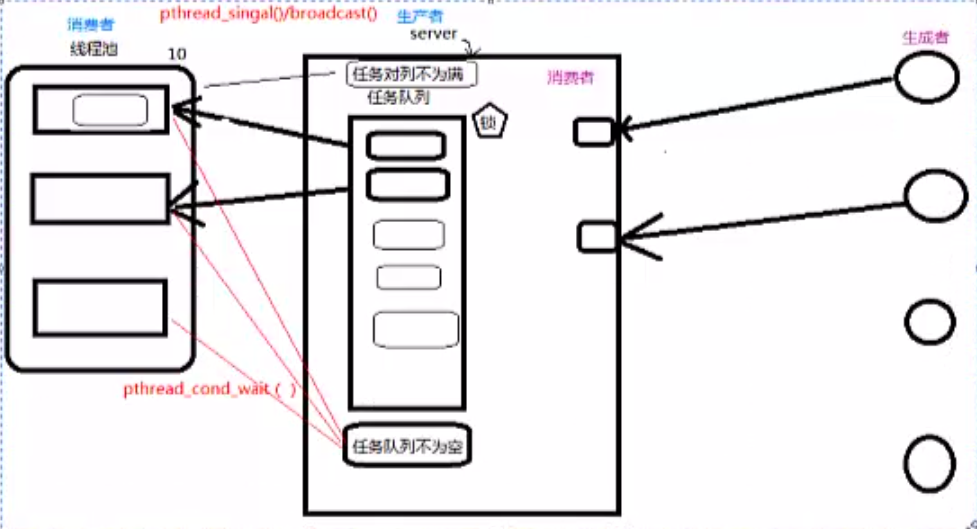 pthread_singal()/broadcast()
消费者
生产者
线程池
10
server
生成者
任务对列不为满
消费者
任务队列
锁
pthread_cond_wait ( )
任务队列不为空